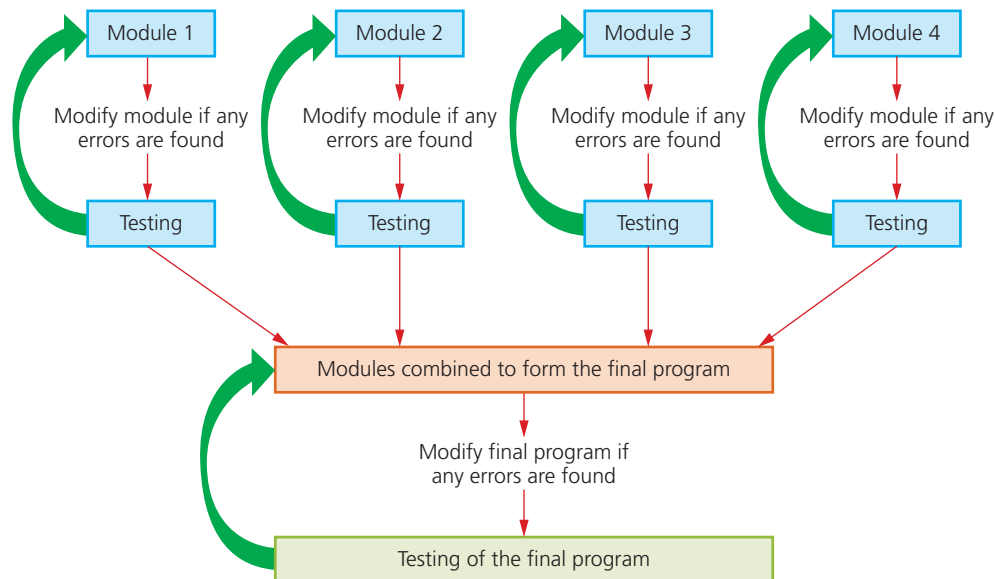 Module 1
Module 2
Module 3
Module 4
Modify module if any
errors are found
Modify module if any
errors are found
Modify module if any
errors are found
Modify module if any
errors are found
Testing
Testing
Testing
Testing
Modules combined to form the final program
Modify final program if
any errors are found
Testing of the final program